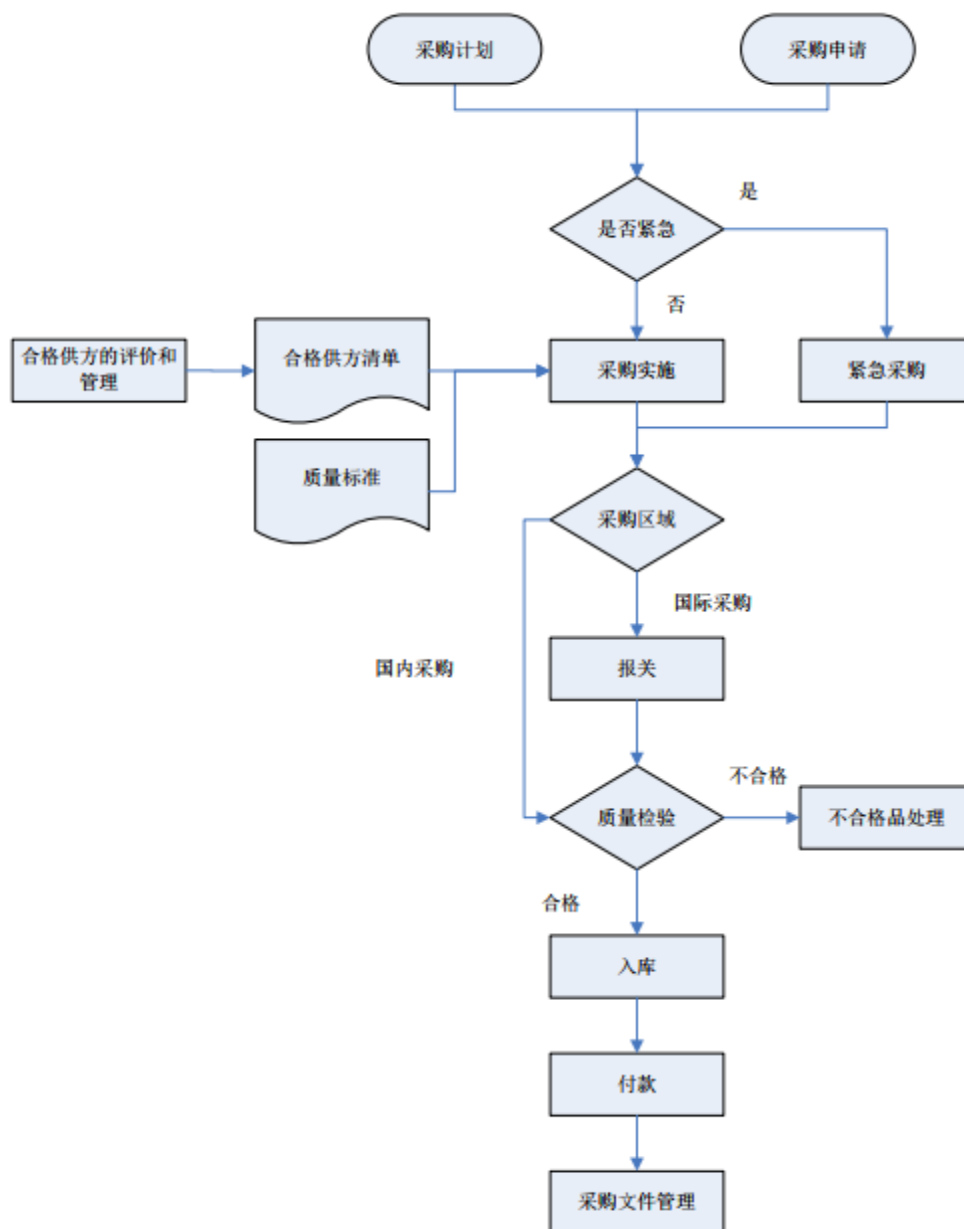 采购计划
采购申请
是
是否紧急
否
合格供方的评价和
管理
合格供方清单
采购实施
紧急采购
质量标准
采购区域
国际采购
国内采购
报关
不合格
质量检验
不合格品处理
合格
入库
付款
采购文件管理